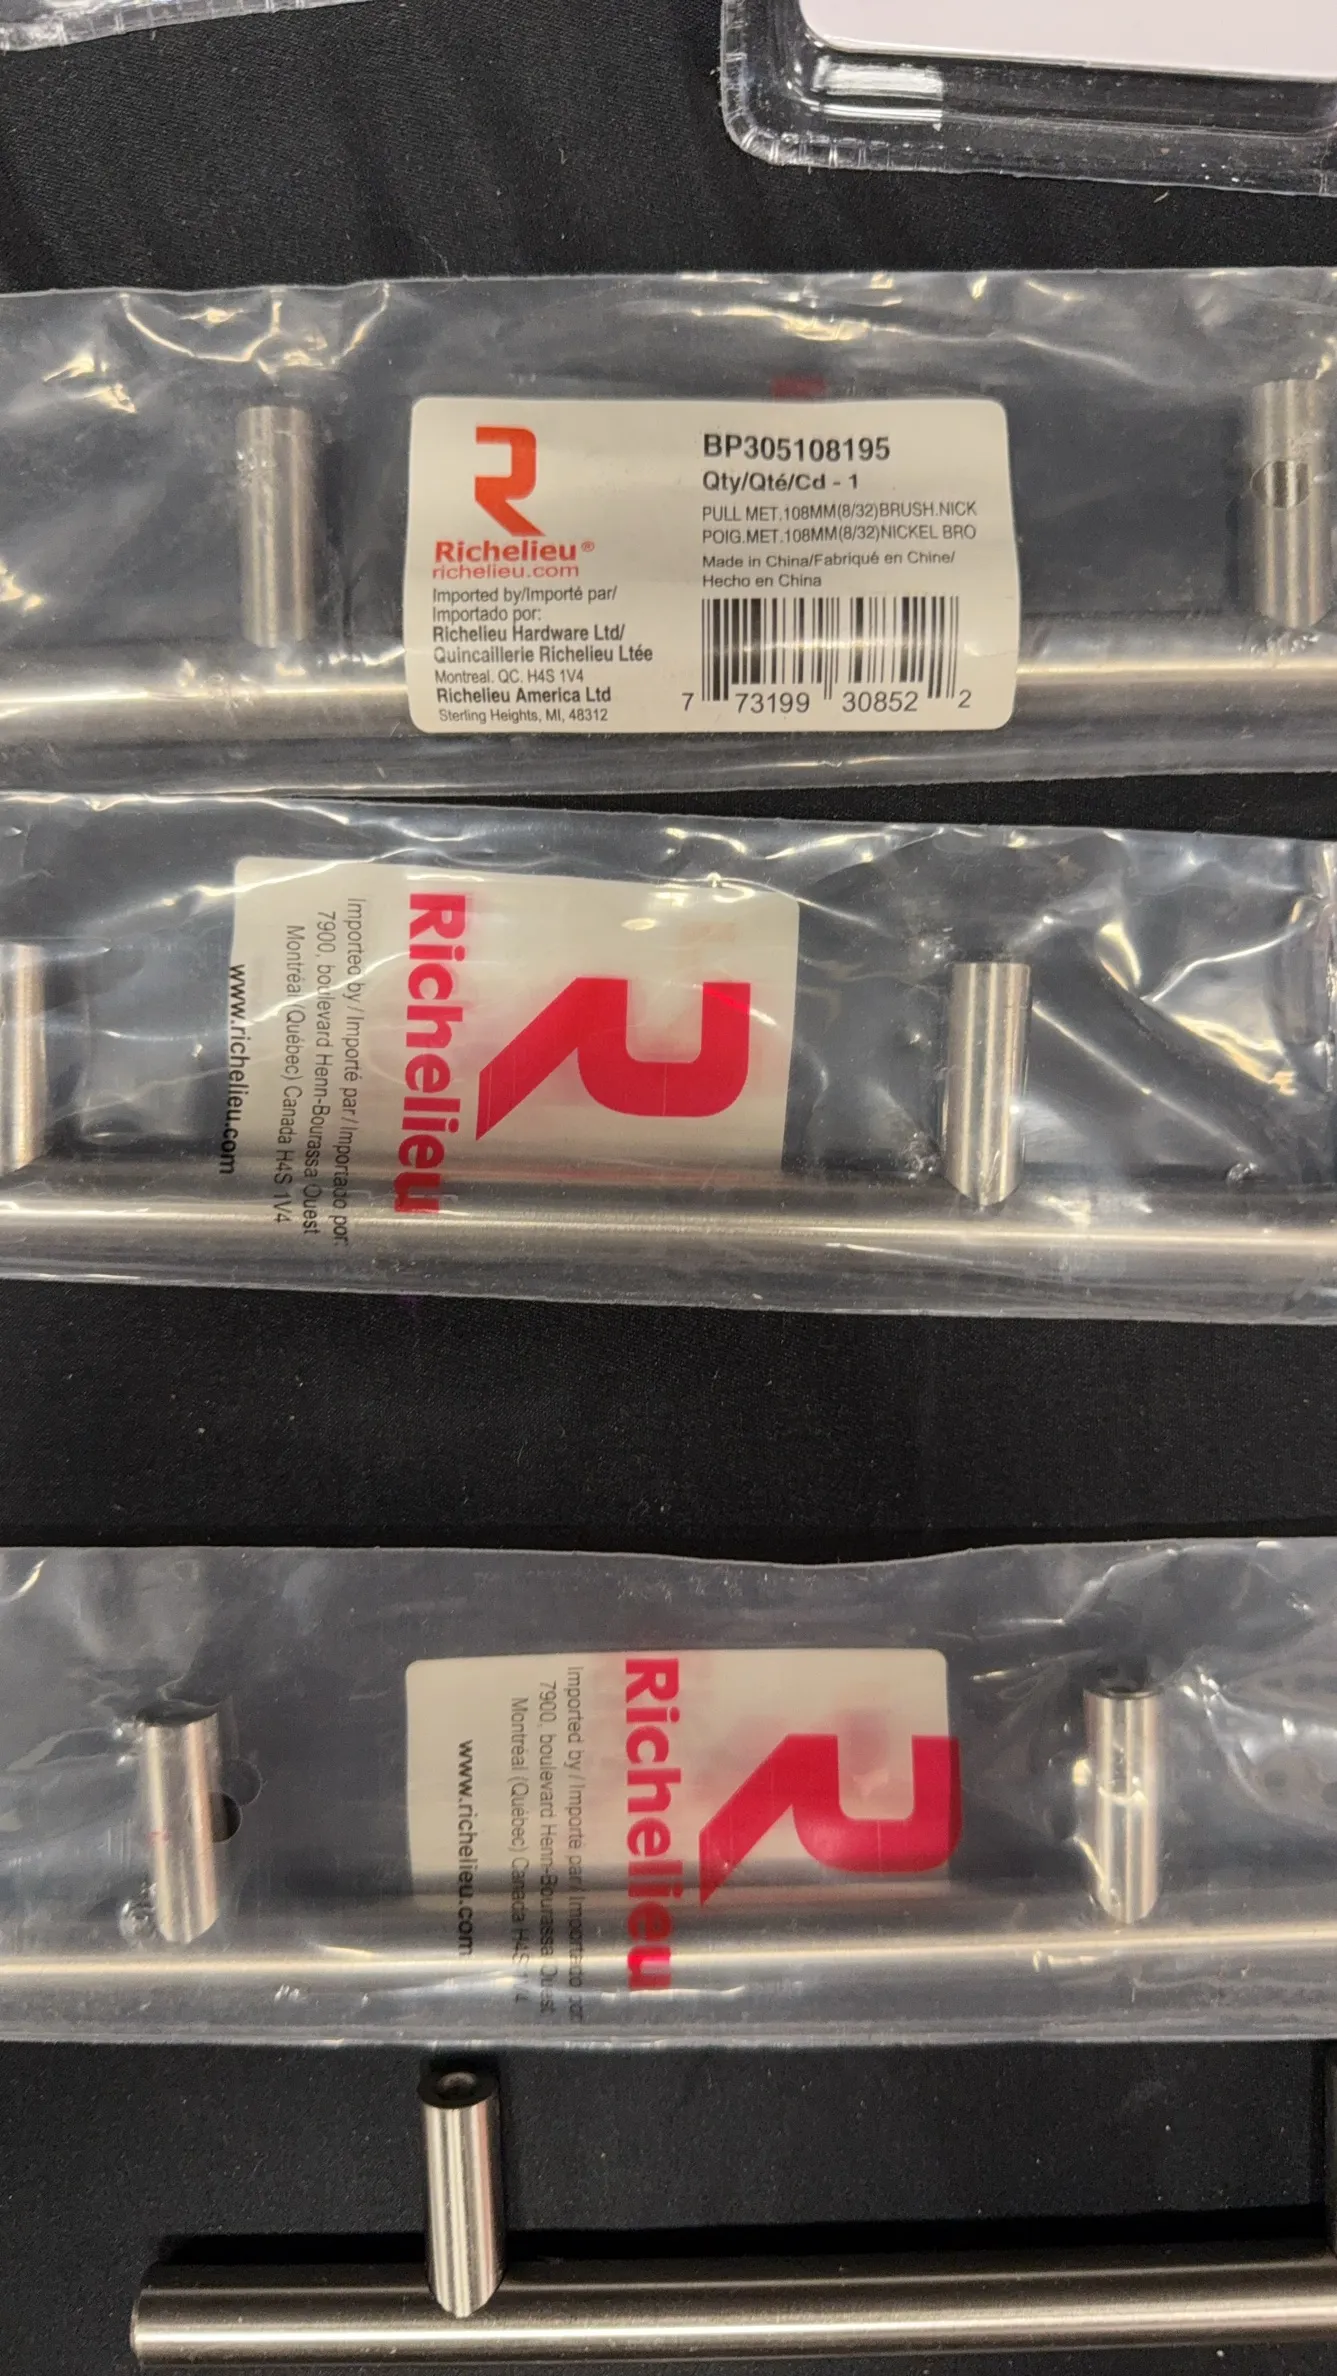 Richelieu®
richelieu.com
Imported by/Importé par/
Importado por:
Richelieu Hardware Ltd/
Quincaillerie Richelieu Ltée
Montreal. QC. H4S 1V4
Richelieu America Ltd
Sterling Heights, MI, 48312
BP305108195
Qty/Qté/Cd - 1
PULL MET.108MM(8/32)BRUSH.NICK
POIG.MET.108MM(8/32)NICKEL BRO
Made in China/Fabriqué en Chine/
Hecho en China
7 73199 30852 2
Richelieu
Imported by / Importé par / Importado por:
7900, boulevard Henri-Bourassa Ouest
Montréal (Québec) Canada H4S 1V4
www.richelieu.com
Richelieu
Imported by / Importé par / Importado por:
7900, boulevard Henri-Bourassa Ouest
Montréal (Québec) Canada H4S 1V4
www.richelieu.com